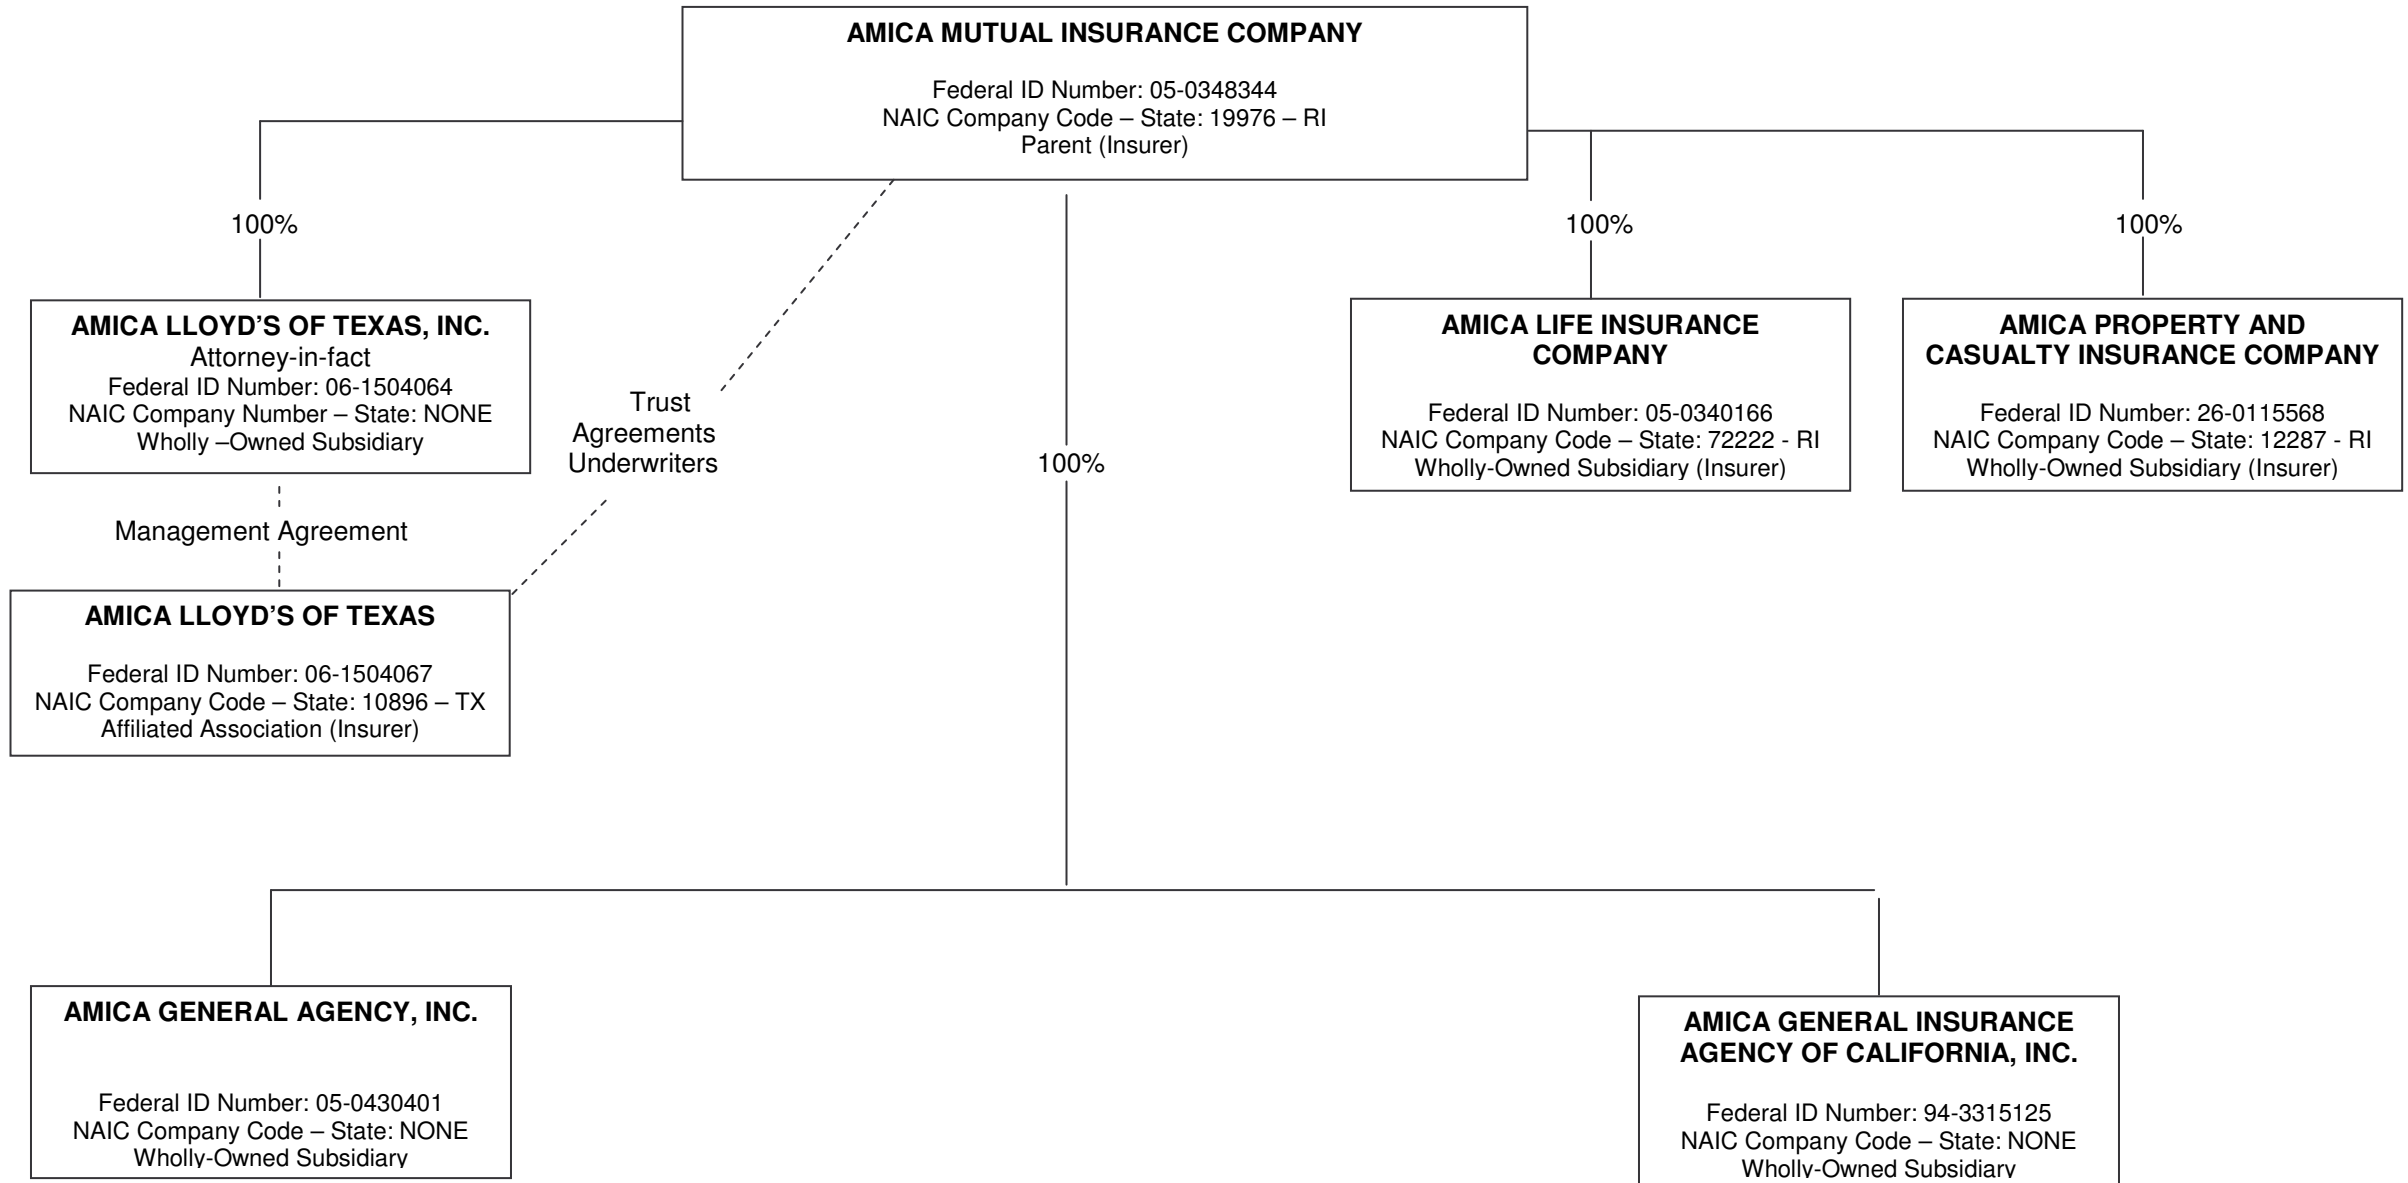 AMICA MUTUAL INSURANCE COMPANY
Federal ID Number: 05-0348344
NAIC Company Code – State: 19976 – RI
Parent (Insurer)
100%
100%
100%
AMICA LLOYD’S OF TEXAS, INC.
Attorney-in-fact
Federal ID Number: 06-1504064
NAIC Company Number – State: NONE
Wholly –Owned Subsidiary
Trust
Agreements
Underwriters
100%
AMICA LIFE INSURANCE
COMPANY
Federal ID Number: 05-0340166
NAIC Company Code – State: 72222 - RI
Wholly-Owned Subsidiary (Insurer)
AMICA PROPERTY AND
CASUALTY INSURANCE COMPANY
Federal ID Number: 26-0115568
NAIC Company Code – State: 12287 - RI
Wholly-Owned Subsidiary (Insurer)
Management Agreement
AMICA LLOYD’S OF TEXAS
Federal ID Number: 06-1504067
NAIC Company Code – State: 10896 – TX
Affiliated Association (Insurer)
AMICA GENERAL AGENCY, INC.
Federal ID Number: 05-0430401
NAIC Company Code – State: NONE
Wholly-Owned Subsidiary
AMICA GENERAL INSURANCE
AGENCY OF CALIFORNIA, INC.
Federal ID Number: 94-3315125
NAIC Company Code – State: NONE
Wholly-Owned Subsidiary